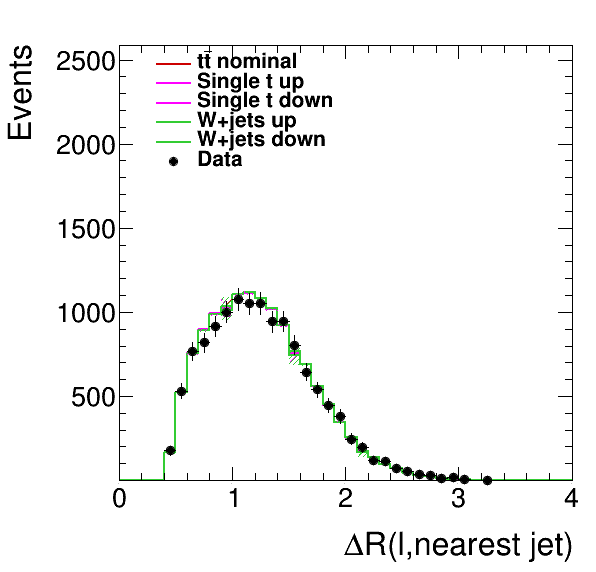 Events
2500
2000
1500
1000
500
tt̄ nominal
Single t up
Single t down
W+jets up
W+jets down
Data
0 1 2 3 4
ΔR(l,nearest jet)